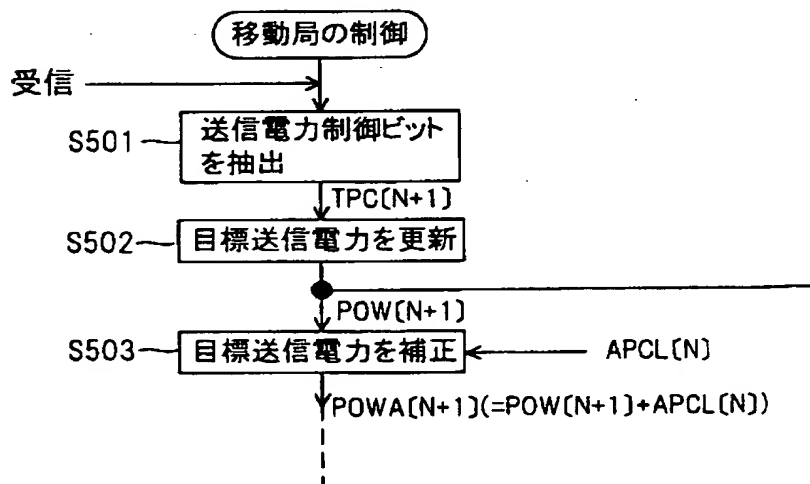 移動局の制御
受信
S501
送信電力制御ビット
を抽出
TPC[N+1]
S502
目標送信電力を更新
POW[N+1]
S503
目標送信電力を補正
APCL[N]
POWA[N+1](=POW[N+1]+APCL[N])